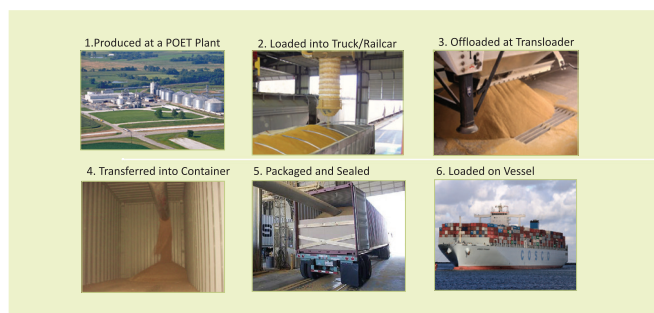 1.Produced at a POET Plant
2. Loaded into Truck/Railcar
3. Offloaded at Transloader
4. Transferred into Container
5. Packaged and Sealed
6. Loaded on Vessel
COSCO